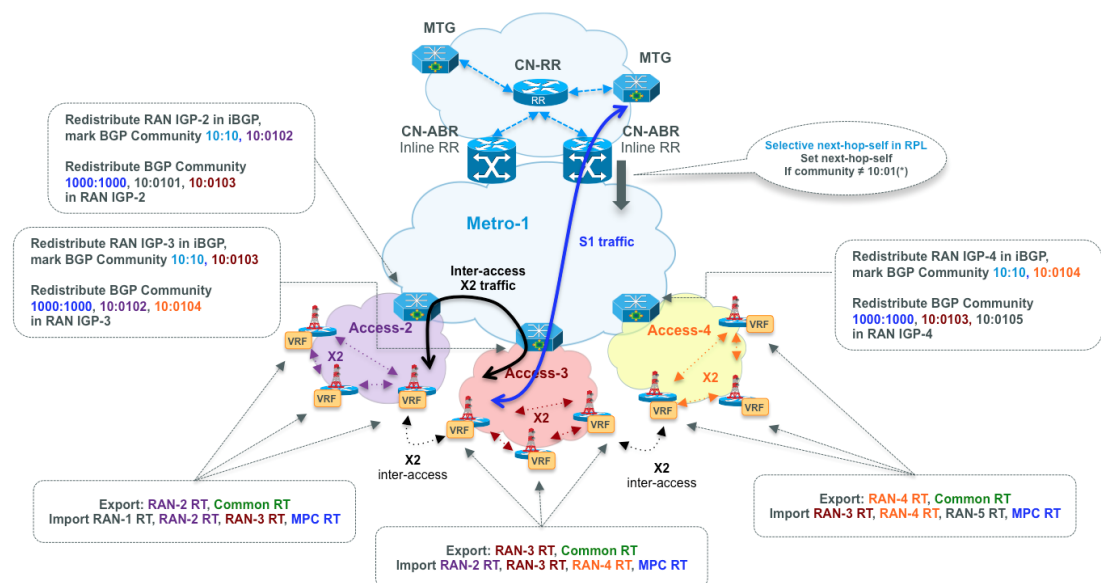 MTG
CN-RR
MTG
RR
CN-ABR
Inline RR
CN-ABR
Inline RR
Redistribute RAN IGP-2 in iBGP,
mark BGP Community 10:10, 10:0102
Redistribute BGP Community
1000:1000, 10:0101, 10:0103
in RAN IGP-2
Selective next-hop-self in RPL
Set next-hop-self
If community ≠ 10:01(*)
Metro-1
S1 traffic
Redistribute RAN IGP-3 in iBGP,
mark BGP Community 10:10, 10:0103
Redistribute BGP Community
1000:1000, 10:0102, 10:0104
in RAN IGP-3
Inter-access
X2 traffic
Redistribute RAN IGP-4 in iBGP,
mark BGP Community 10:10, 10:0104
Redistribute BGP Community
1000:1000, 10:0103, 10:0105
in RAN IGP-4
Access-2
VRF
X2
VRF
VRF
Access-3
X2
VRF
VRF
VRF
Access-4
VRF
X2
VRF
VRF
X2
inter-access
X2
inter-access
Export: RAN-2 RT, Common RT
Import RAN-1 RT, RAN-2 RT, RAN-3 RT, MPC RT
Export: RAN-3 RT, Common RT
Import RAN-2 RT, RAN-3 RT, RAN-4 RT, MPC RT
Export: RAN-4 RT, Common RT
Import RAN-3 RT, RAN-4 RT, RAN-5 RT, MPC RT